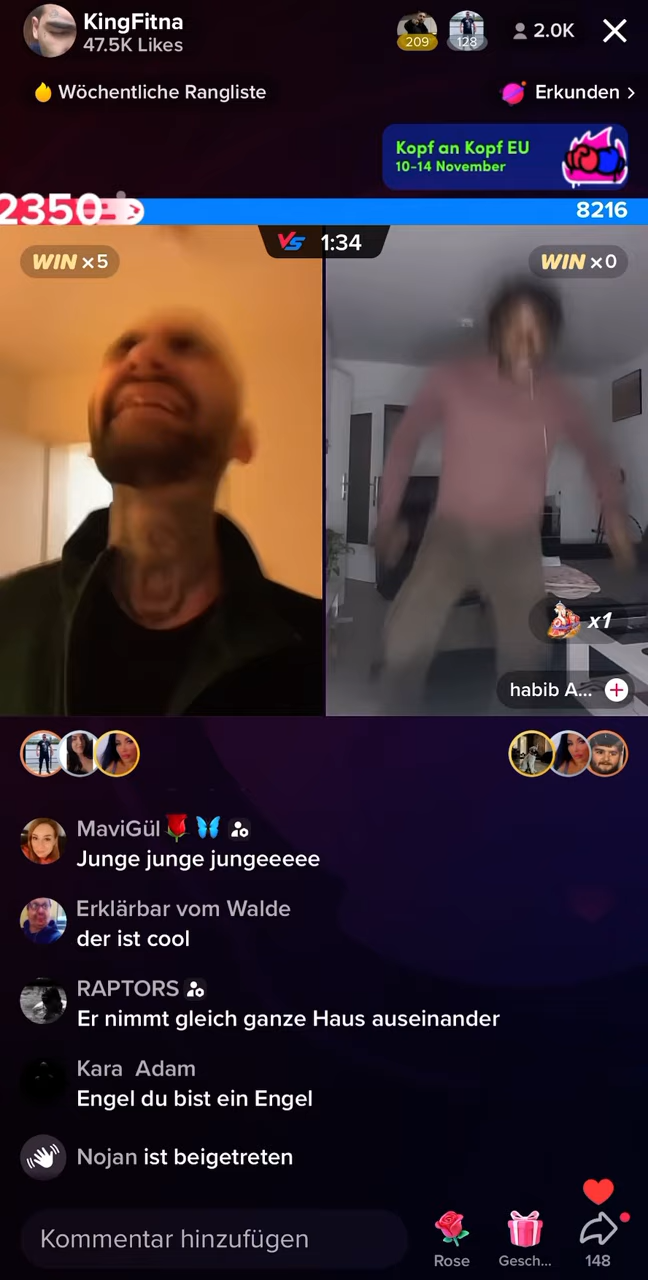 KingFitna
47.5K Likes
209
128
2.0K
Wöchentliche Rangliste
Erkunden >
Kopf an Kopf EU
10-14 November
2350
8216
VS 1:34
WIN x5
WIN x0
x1
habib A...
MaviGül
Junge junge jungeeeee
Erklärbar vom Walde
der ist cool
RAPTORS
Er nimmt gleich ganze Haus auseinander
Kara Adam
Engel du bist ein Engel
Nojan ist beigetreten
Kommentar hinzufügen
Rose
Gesch...
148